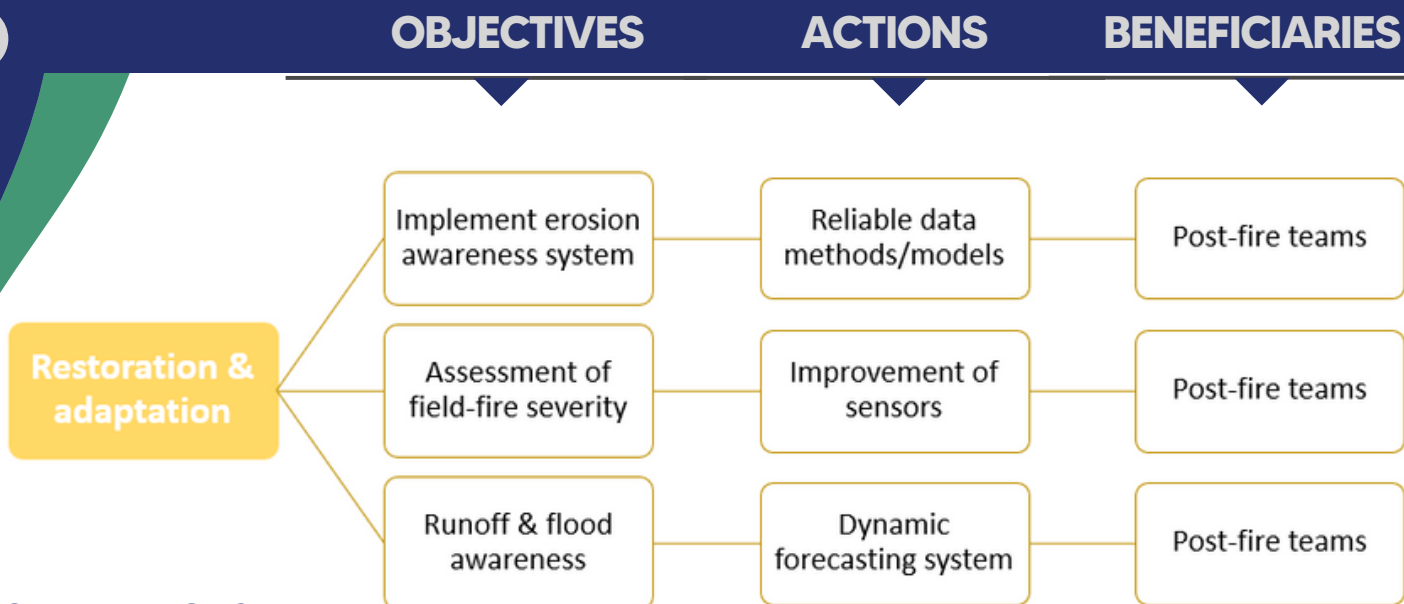 OBJECTIVES
ACTIONS
BENEFICIARIES
Implement erosion
awareness system
Reliable data
methods/models
Post-fire teams
Restoration &
adaptation
Assessment of
field-fire severity
Improvement of
sensors
Post-fire teams
Runoff & flood
awareness
Dynamic
forecasting system
Post-fire teams